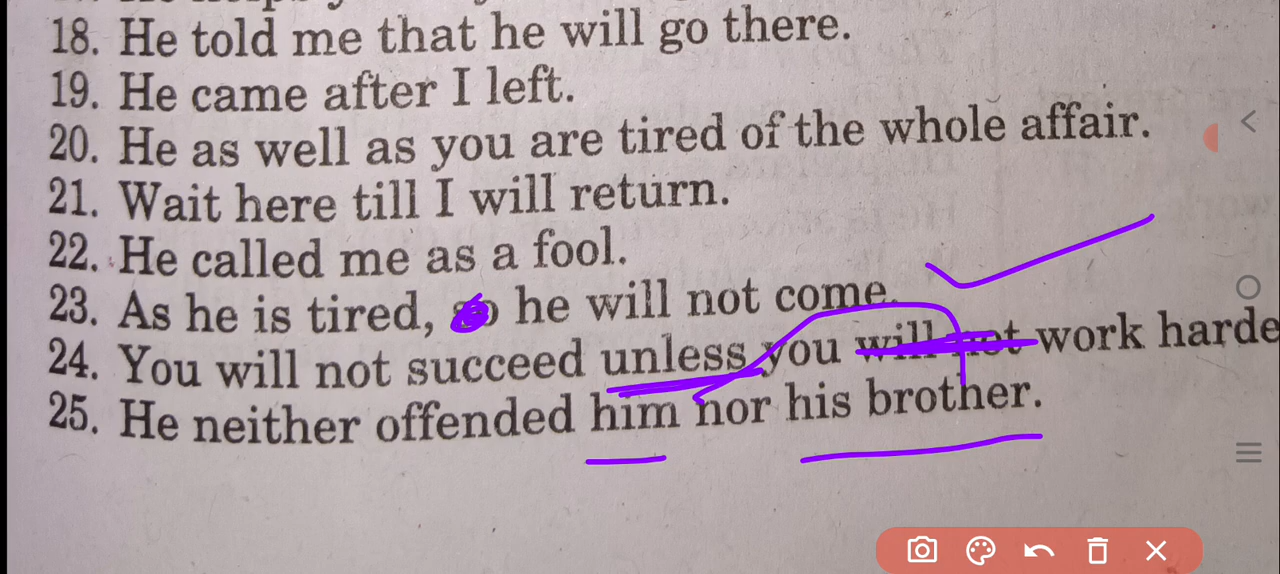 18. He told me that he will go there.
19. He came after I left.
20. He as well as you are tired of the whole affair.
21. Wait here till I will return.
22. He called me as a fool.
23. As he is tired, he will not come.
24. You will not succeed unless you will not work harde
25. He neither offended him nor his brother.